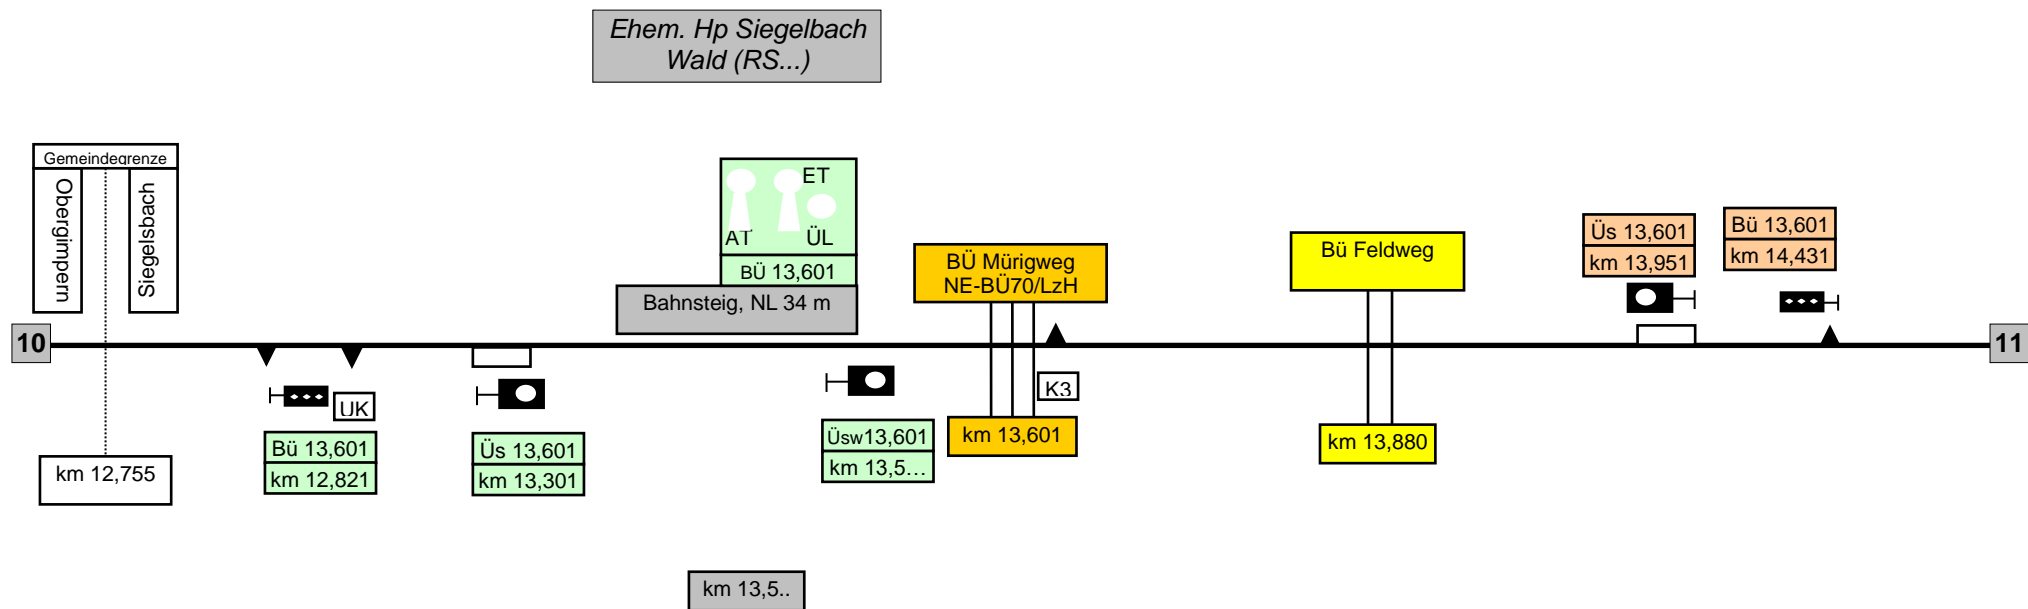 Ehem. Hp Siegelbach
Wald (RS...)
Gemeindegrenze
Obergimpern
Siegelsbach
ET
AT
ÜL
BÜ 13,601
Bahnsteig, NL 34 m
BÜ Mürigweg
NE-BÜ70/LzH
Bü Feldweg
Üs 13,601
km 13,951
Bü 13,601
km 14,431
10
11
UK
K3
Bü 13,601
km 12,821
Üs 13,601
km 13,301
Üsw13,601
km 13,5...
km 13,601
km 13,880
km 12,755
km 13,5..